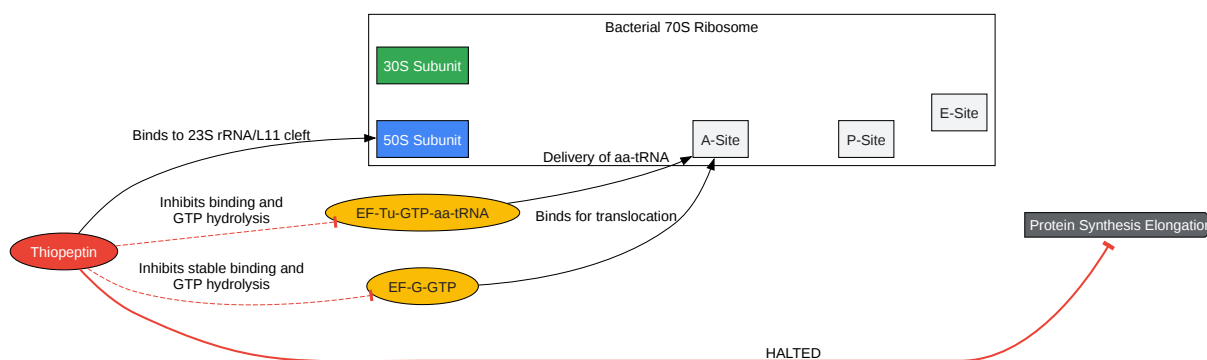 Bacterial 70S Ribosome
30S Subunit
50S Subunit
A-Site
P-Site
E-Site
Binds to 23S rRNA/L11 cleft
Delivery of aa-tRNA
Inhibits binding and
GTP hydrolysis
EF-Tu-GTP-aa-tRNA
Binds for translocation
Thiopeptin
Inhibits stable binding and
GTP hydrolysis
EF-G-GTP
Protein Synthesis Elongation
HALTED